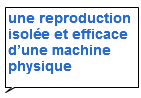 une reproduction
isolée et efficace
d’une machine
physique